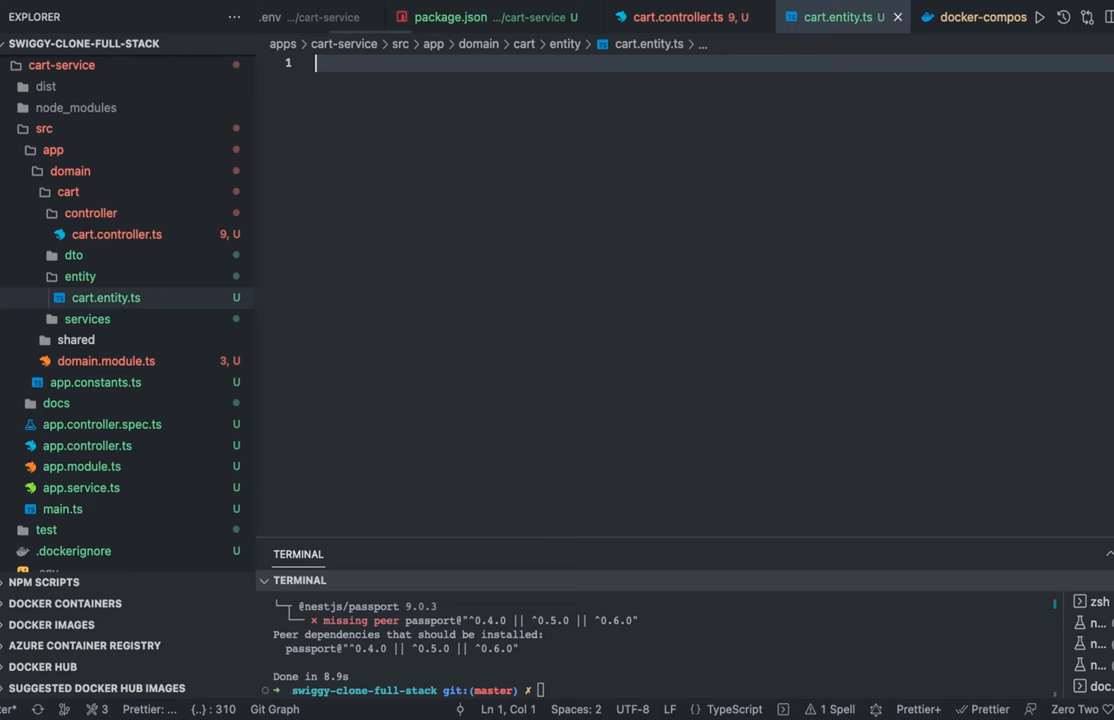 EXPLORER
SWIGGY-CLONE-FULL-STACK
cart-service
dist
node_modules
src
app
domain
cart
controller
cart.controller.ts 9, U
dto
entity
cart.entity.ts U
services
shared
domain.module.ts 3, U
app.constants.ts U
docs
app.controller.spec.ts U
app.controller.ts U
app.module.ts U
app.service.ts U
main.ts U
test
.dockerignore U
NPM SCRIPTS
DOCKER CONTAINERS
DOCKER IMAGES
AZURE CONTAINER REGISTRY
DOCKER HUB
SUGGESTED DOCKER HUB IMAGES
.env .../cart-service package.json .../cart-service U cart.controller.ts 9, U cart.entity.ts U docker-compos
apps > cart-service > src > app > domain > cart > entity > cart.entity.ts > ...
1
TERMINAL
TERMINAL
@nestjs/passport 9.0.3
✕ missing peer passport@"^0.4.0 || ^0.5.0 || ^0.6.0"
Peer dependencies that should be installed:
passport@"^0.4.0 || ^0.5.0 || ^0.6.0"
Done in 8.9s
➜ swiggy-clone-full-stack git:(master) ✗
zsh
n...
n...
n...
doc.
ter* 3 Prettier: ... {..} : 310 Git Graph Ln 1, Col 1 Spaces: 2 UTF-8 LF {} TypeScript 1 Spell Prettier+ Prettier Zero Two